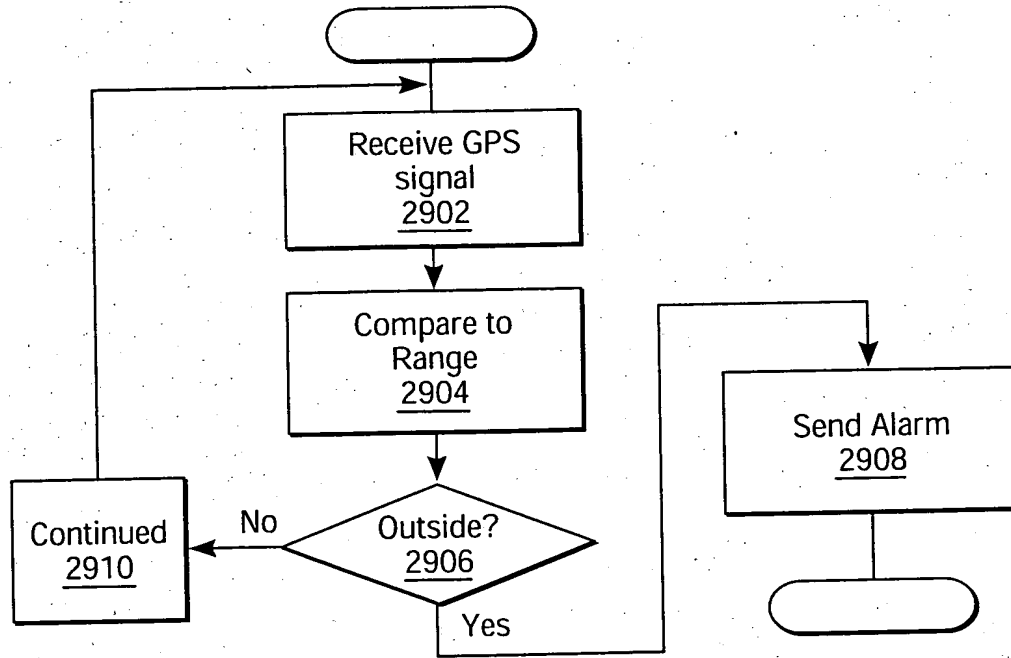 Receive GPS
signal
2902
Compare to
Range
2904
Send Alarm
2908
Continued
2910
No
Outside?
2906
Yes